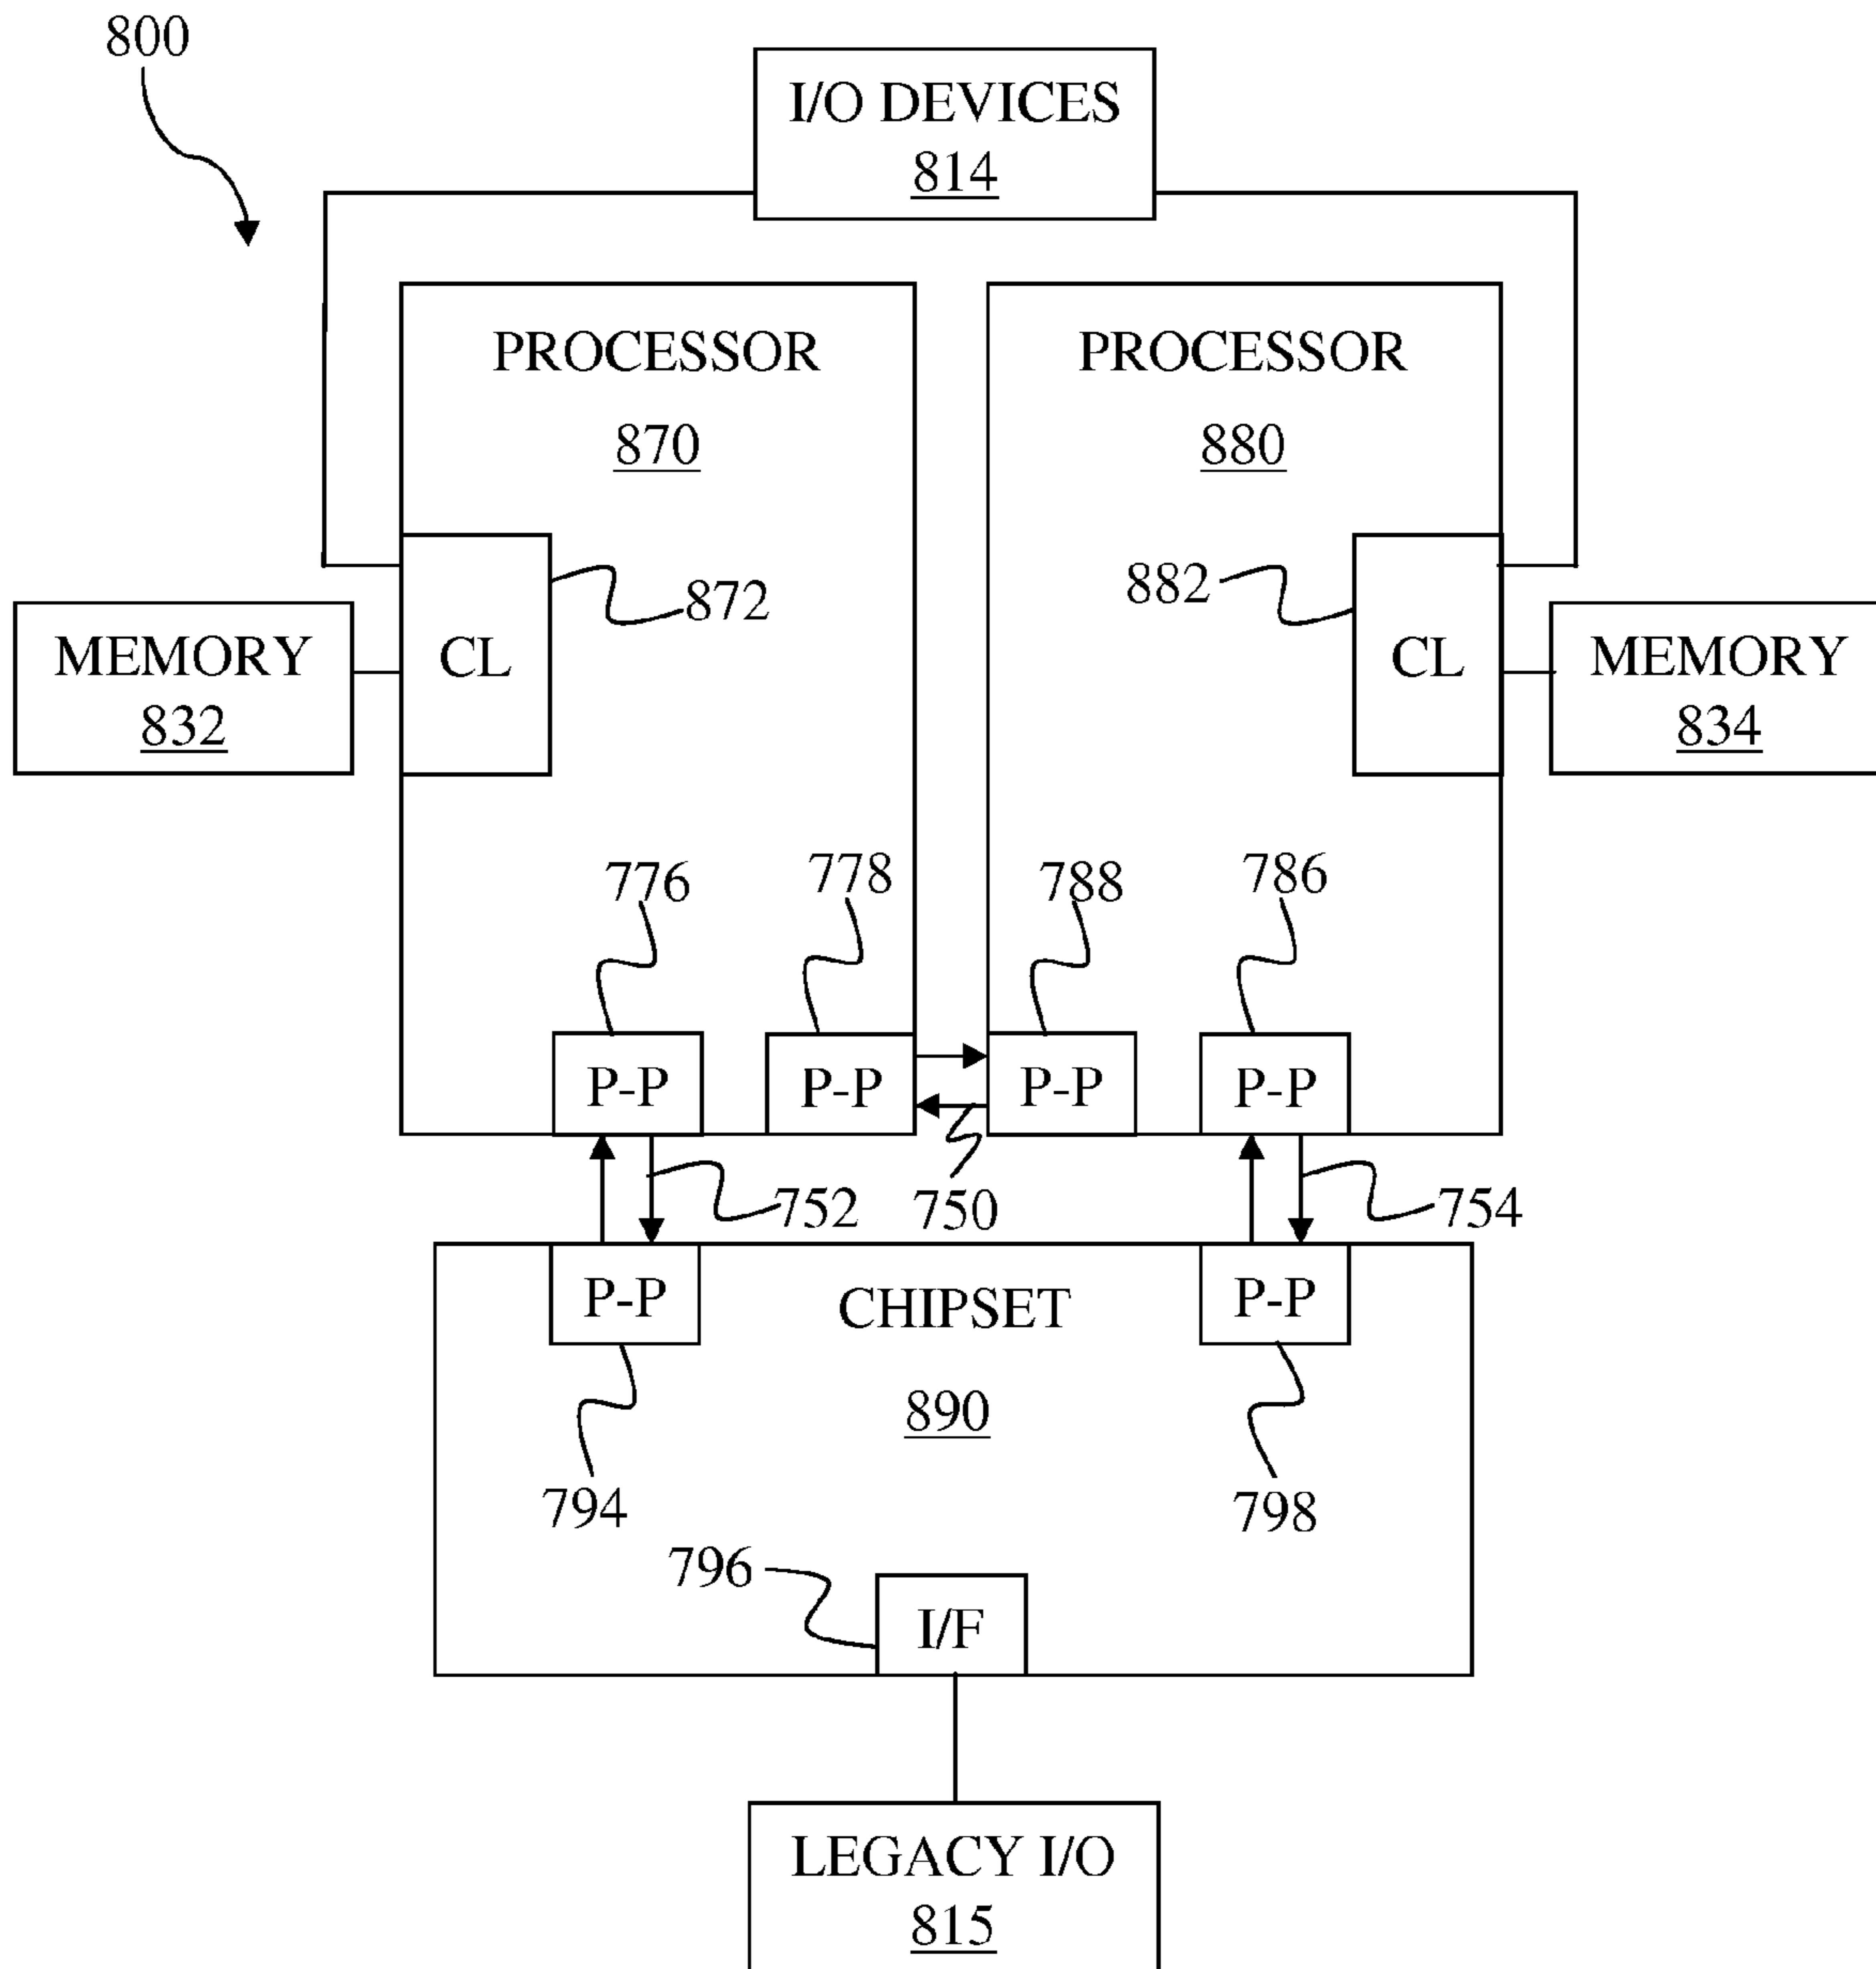 800
I/O DEVICES
814
PROCESSOR
870
PROCESSOR
880
872
882
CL
CL
MEMORY
832
MEMORY
834
776
778
788
786
P-P
P-P
P-P
P-P
752
750
754
P-P
CHIPSET
P-P
890
794
798
796
I/F
LEGACY I/O
815